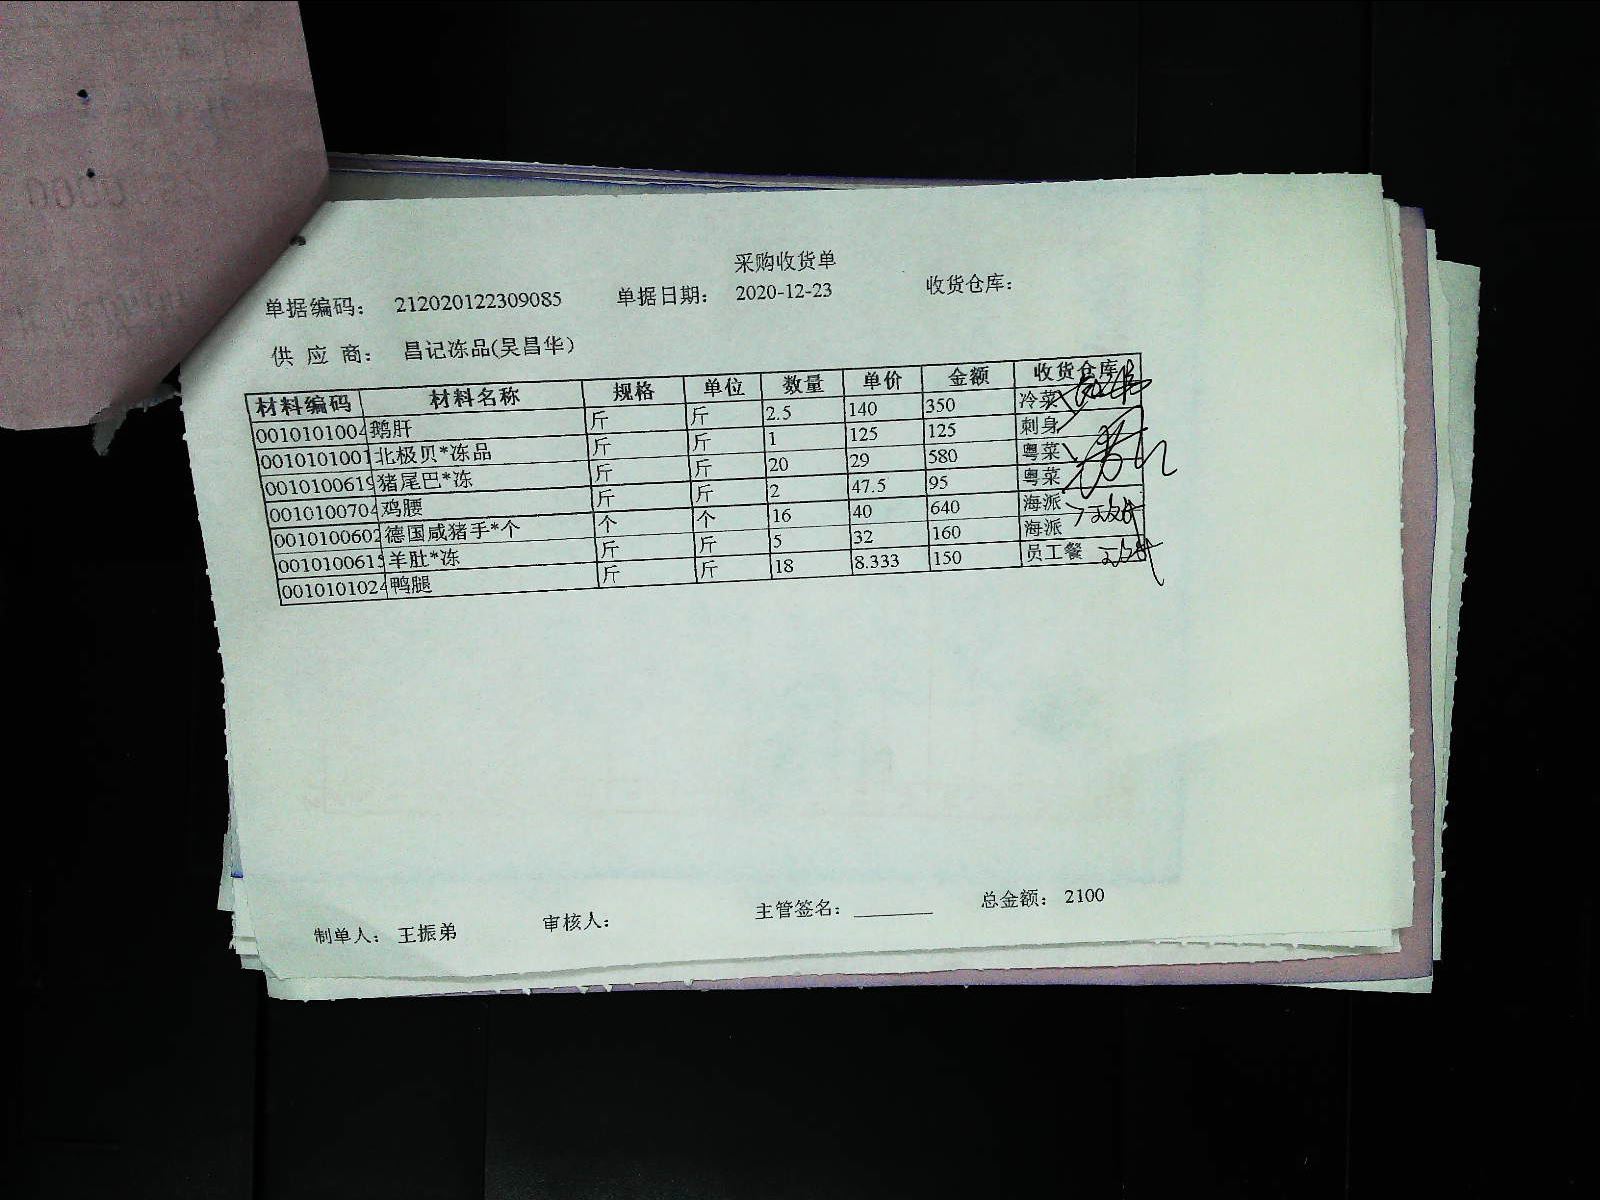 采购收货单
单据编码: 212020122309085 单据日期: 2020-12-23 收货仓库:
供 应 商: 昌记冻品(吴昌华)
材料编码 材料名称 规格 单位 数量 单价 金额 收货仓库
0010101004 鹅肝 斤 斤 2.5 140 350 冷菜
0010101001 北极贝*冻品 斤 斤 1 125 125 刺身
0010100619 猪尾巴*冻 斤 斤 20 29 580 粤菜
0010100704 鸡腰 斤 斤 2 47.5 95 粤菜
0010100602 德国咸猪手*个 个 个 16 40 640 海派
0010100615 羊肚*冻 斤 斤 5 32 160 海派
0010101024 鸭腿 斤 斤 18 8.333 150 员工餐
制单人: 王振弟 审核人: 主管签名: 总金额: 2100